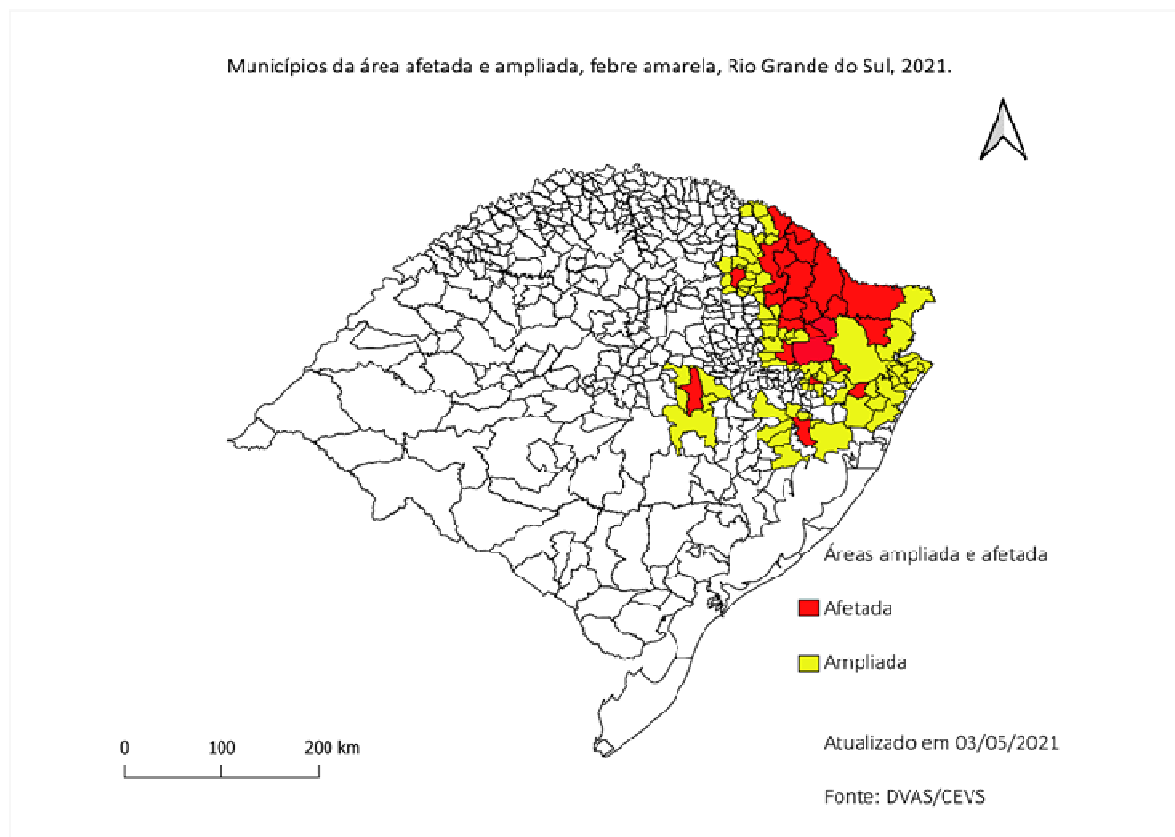 Municípios da área afetada e ampliada, febre amarela, Rio Grande do Sul, 2021.
Áreas ampliada e afetada
Afetada
Ampliada
0 100 200 km
Atualizado em 03/05/2021
Fonte: DVAS/CEVS